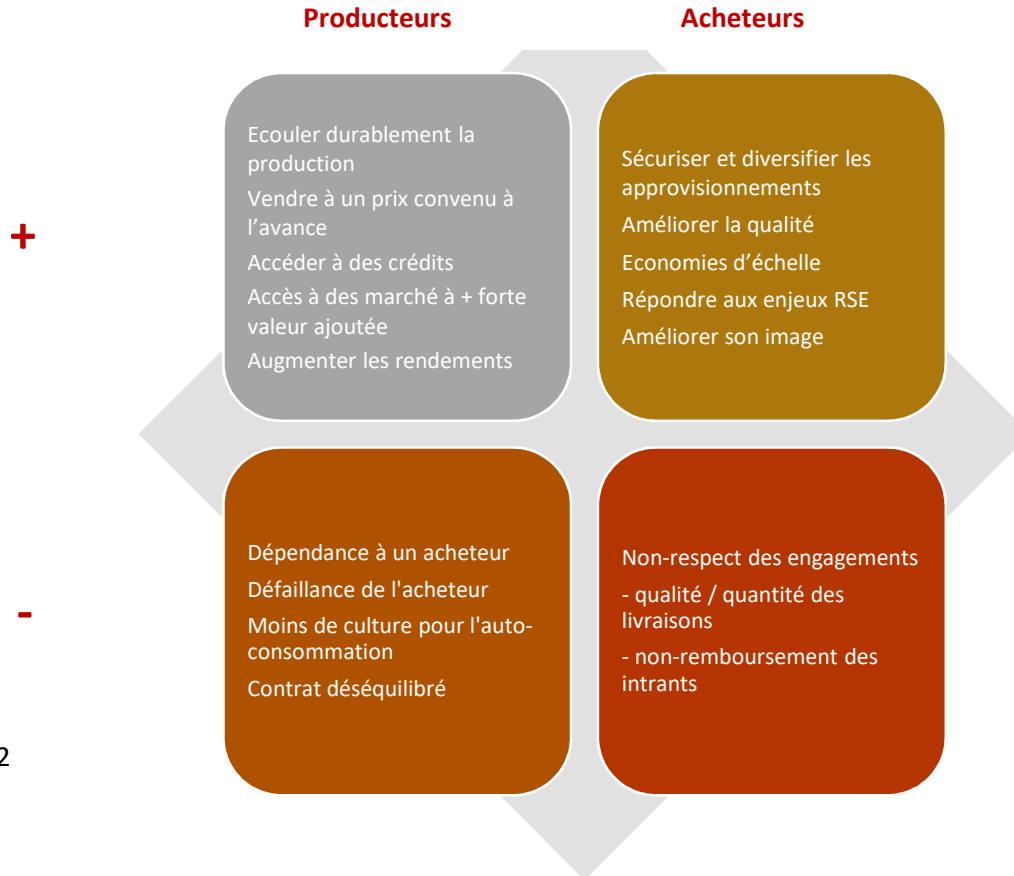 Producteurs
Acheteurs
+
Ecouler durablement la
production
Vendre à un prix convenu à
l’avance
Accéder à des crédits
Accès à des marché à + forte
valeur ajoutée
Augmenter les rendements
Sécuriser et diversifier les
approvisionnements
Améliorer la qualité
Economies d’échelle
Répondre aux enjeux RSE
Améliorer son image
-
Dépendance à un acheteur
Défaillance de l'acheteur
Moins de culture pour l'auto-
consommation
Contrat déséquilibré
Non-respect des engagements
- qualité / quantité des
livraisons
- non-remboursement des
intrants
2